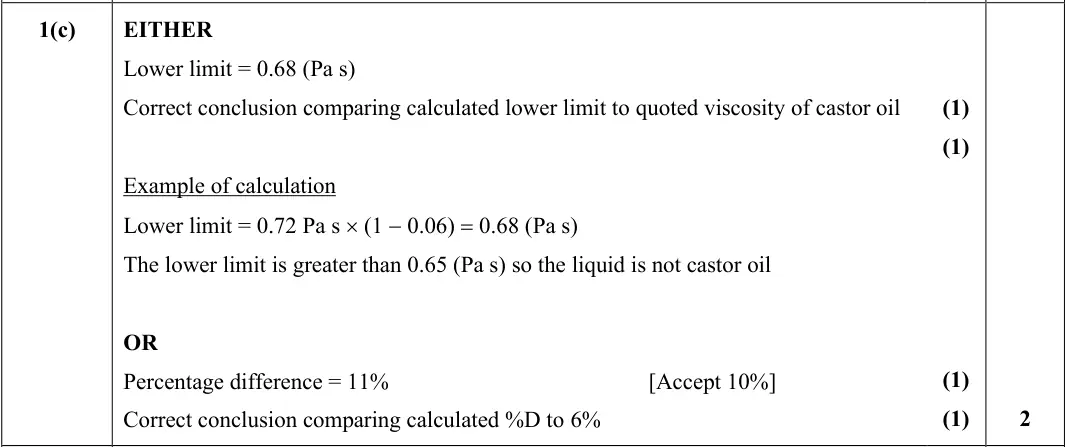 1(c) EITHER
Lower limit = 0.68 (Pa s)
Correct conclusion comparing calculated lower limit to quoted viscosity of castor oil (1)
(1)
Example of calculation
Lower limit = 0.72 Pa s × (1 − 0.06) = 0.68 (Pa s)
The lower limit is greater than 0.65 (Pa s) so the liquid is not castor oil
OR
Percentage difference = 11% [Accept 10%] (1)
Correct conclusion comparing calculated %D to 6% (1) 2